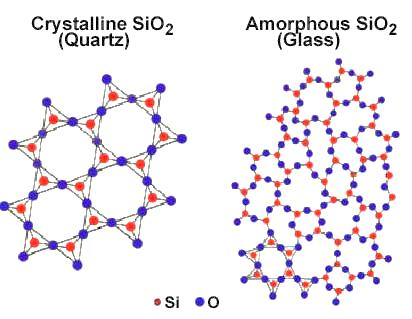 Crystalline SiO₂
(Quartz)
Amorphous SiO₂
(Glass)
Si O